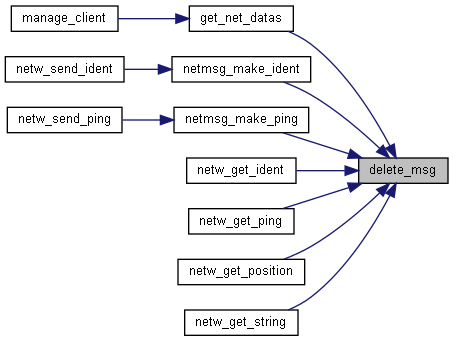 manage_client
get_net_datas
netw_send_ident
netmsg_make_ident
netw_send_ping
netmsg_make_ping
netw_get_ident
delete_msg
netw_get_ping
netw_get_position
netw_get_string